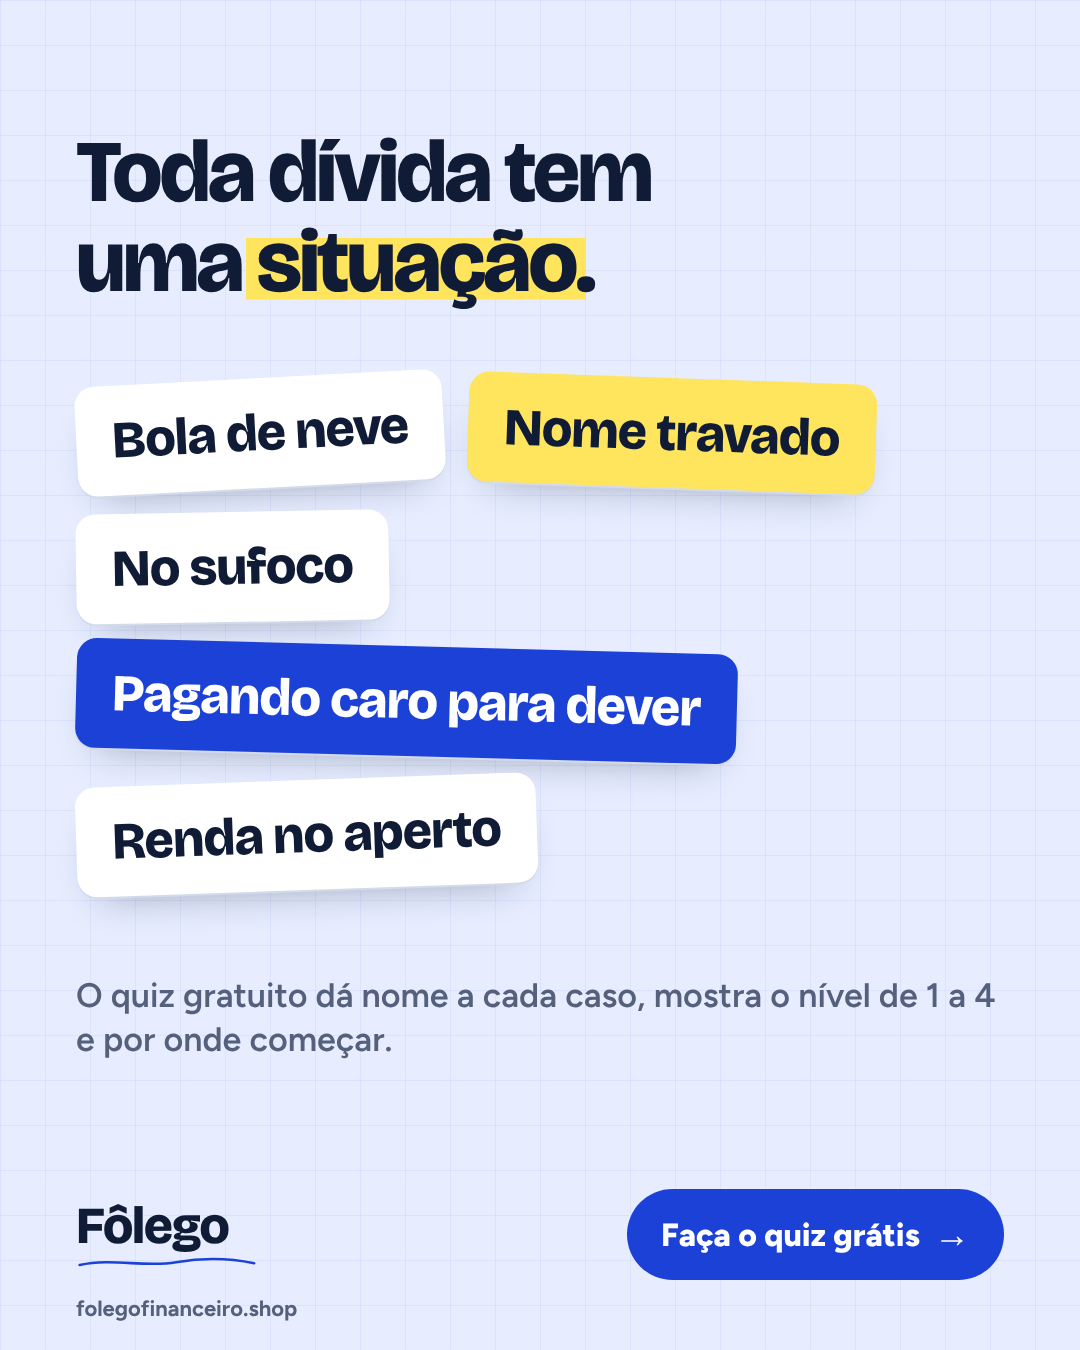 Toda dívida tem
uma situação.
Bola de neve
Nome travado
No sufoco
Pagando caro para dever
Renda no aperto
O quiz gratuito dá nome a cada caso, mostra o nível de 1 a 4
e por onde começar.
Fôlego
Faça o quiz grátis →
folegofinanceiro.shop